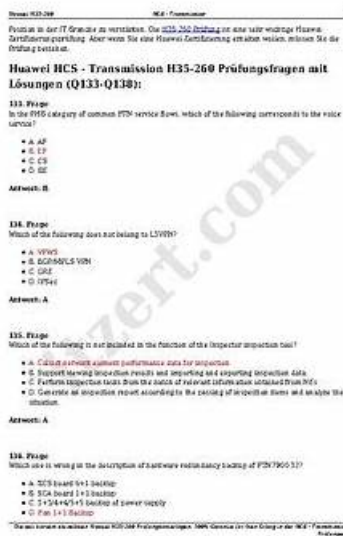 Huawei H35-260
HCS - Transmission
Position in der IT-Branche zu verstärken. Die H35-260 Prüfung ist eine sehr wichtige Huawei
Zertifizierungsprüfung. Aber wenn Sie eine Huawei Zertifizierung erhalten wollen, müssen Sie die
Prüfung bestehen.
Huawei HCS - Transmission H35-260 Prüfungsfragen mit
Lösungen (Q133-Q138):
133. Frage
In the PHB category of common PTN service flows, which of the following corresponds to the voice
service?
A. AF
B. EF
C. CS
D. BE
Antwort: B
134. Frage
Which of the following does not belong to L3VPN?
A. VPWS
B. BGP/MPLS VPN
C. GRE
D. IPSec
Antwort: A
135. Frage
Which of the following is not included in the function of the Inspector inspection tool?
A. Collect network element performance data for inspection
B. Support viewing inspection results and importing and exporting inspection data
C. Perform inspection tasks from the batch of relevant information obtained from NEs
D. Generate an inspection report according to the passing of inspection items and analyze the
situation.
Antwort: A
136. Frage
Which one is wrong in the description of hardware redundancy backup of PTN7900-32?
A. XCS board 6+1 backup
B. SCA board 1+1 backup
C. backup of power supply
D. Fan 1+1 Backup
zert.com